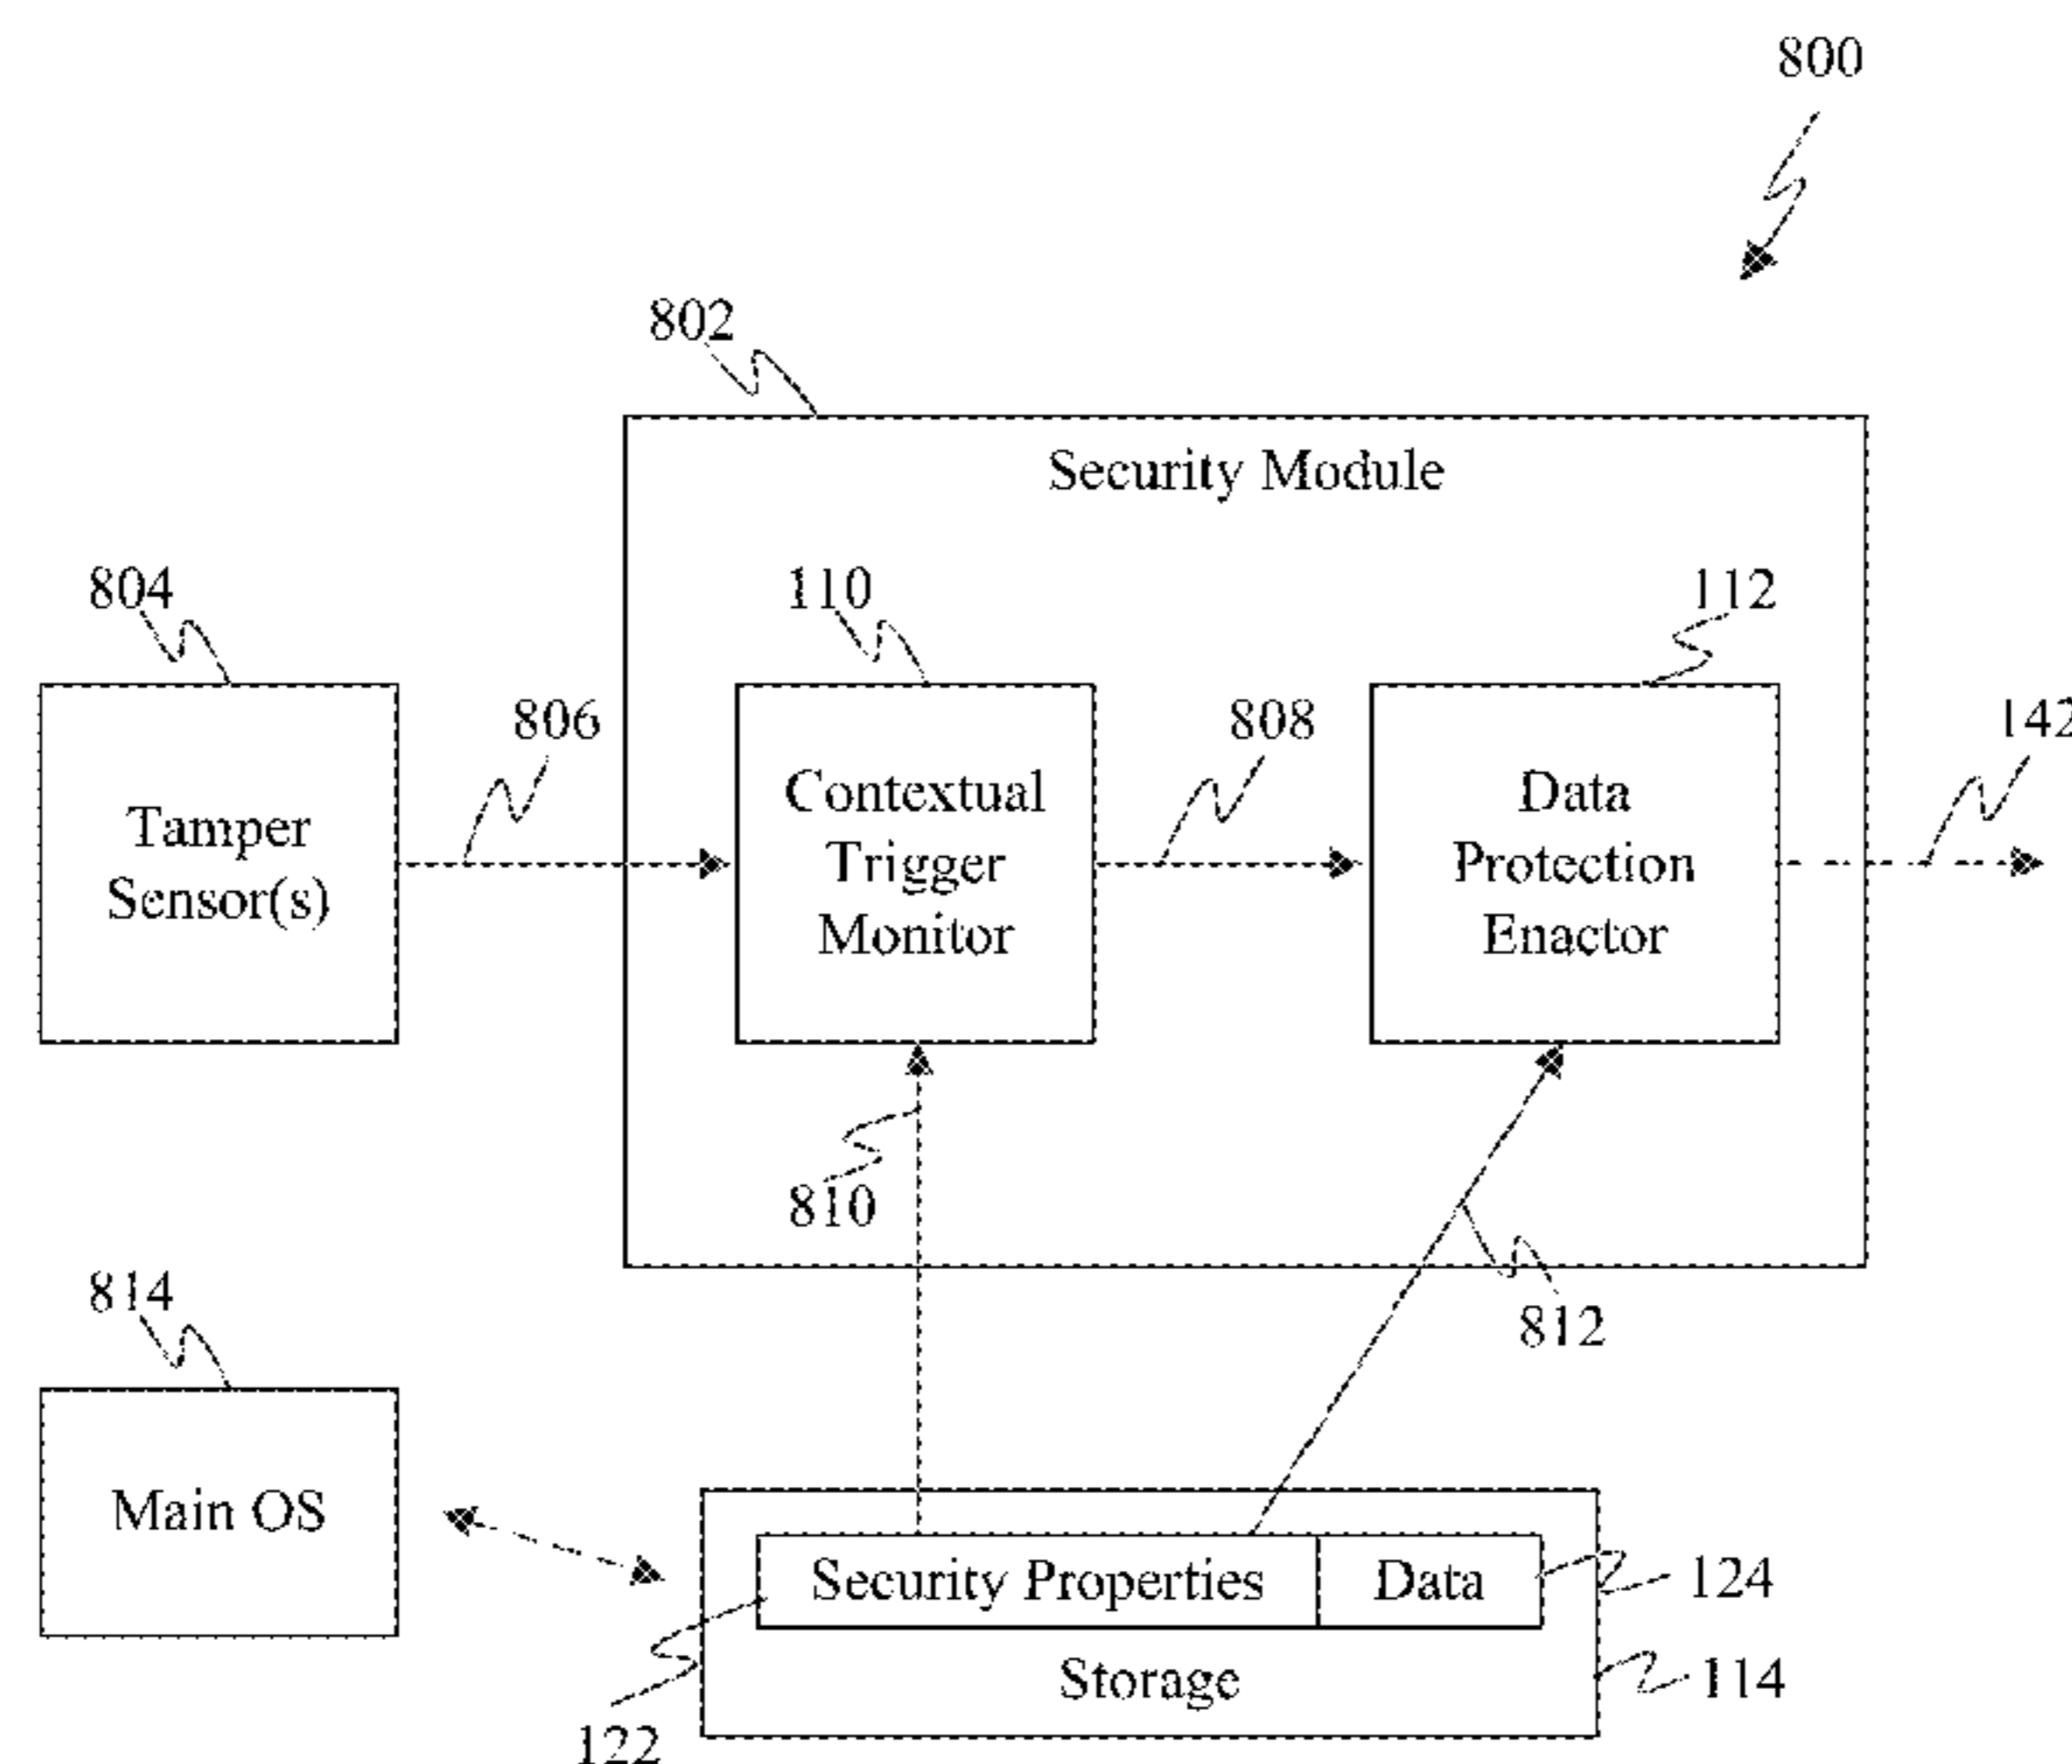 800
802
Security Module
804
110
112
806
808
142
Tamper
Sensor(s)
Contextual
Trigger
Monitor
Data
Protection
Enactor
810
814
812
Main OS
Security Properties
Data
124
Storage
114
122